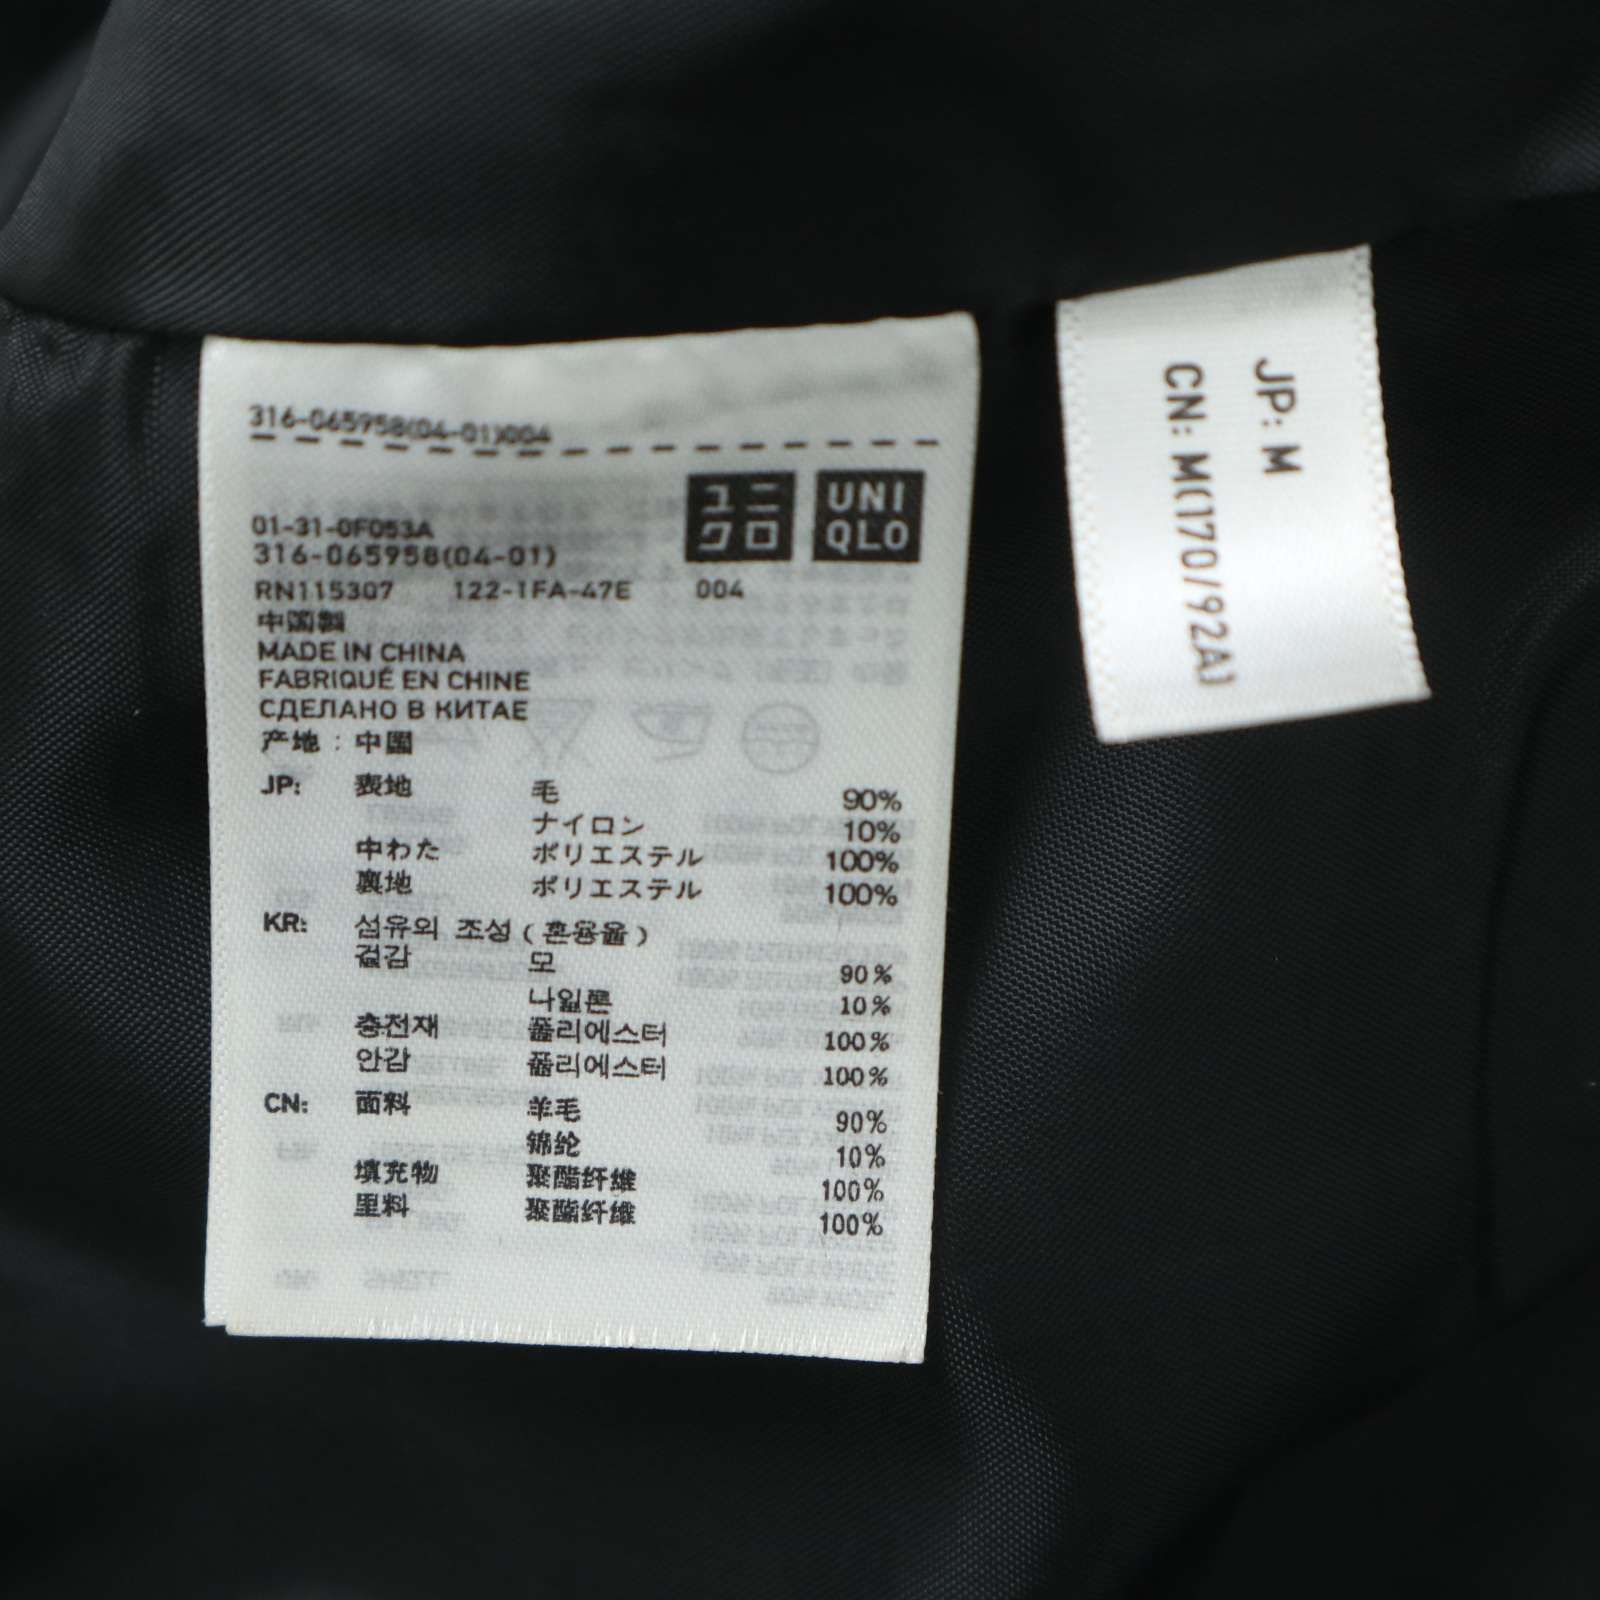 316-065958(04-01)004
ユニクロ
UNIQLO
01-31-0F053A
316-065958(04-01)
RN115307 122-1FA-47E 004
中国製
MADE IN CHINA
FABRIQUÉ EN CHINE
СДЕЛАНО В КИТАЕ
产地：中国
JP: 表地 毛 90%
ナイロン 10%
中わた ポリエステル 100%
裏地 ポリエステル 100%
KR: 섬유의 조성 ( 혼용율 )
겉감 모 90%
나일론 10%
충전재 폴리에스터 100%
안감 폴리에스터 100%
CN: 面料 羊毛 90%
锦纶 10%
填充物 聚酯纤维 100%
里料 聚酯纤维 100%
JP: M
CN: M(170/92A)